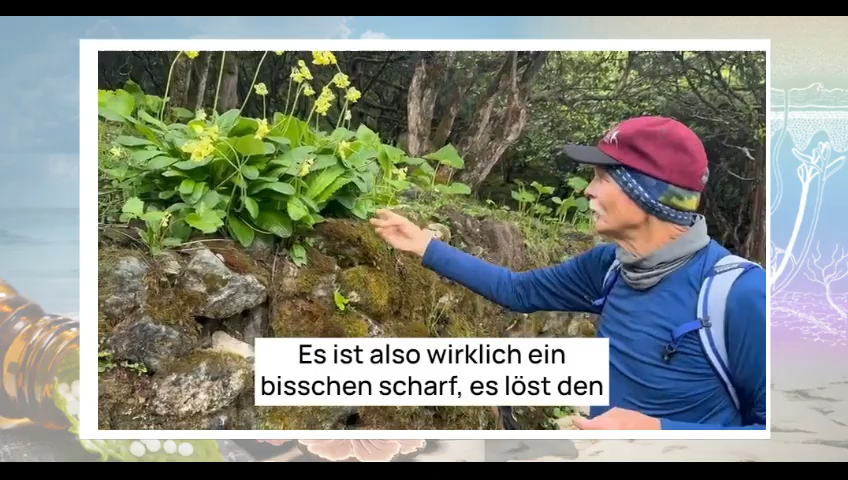 Es ist also wirklich ein
bisschen scharf, es löst den